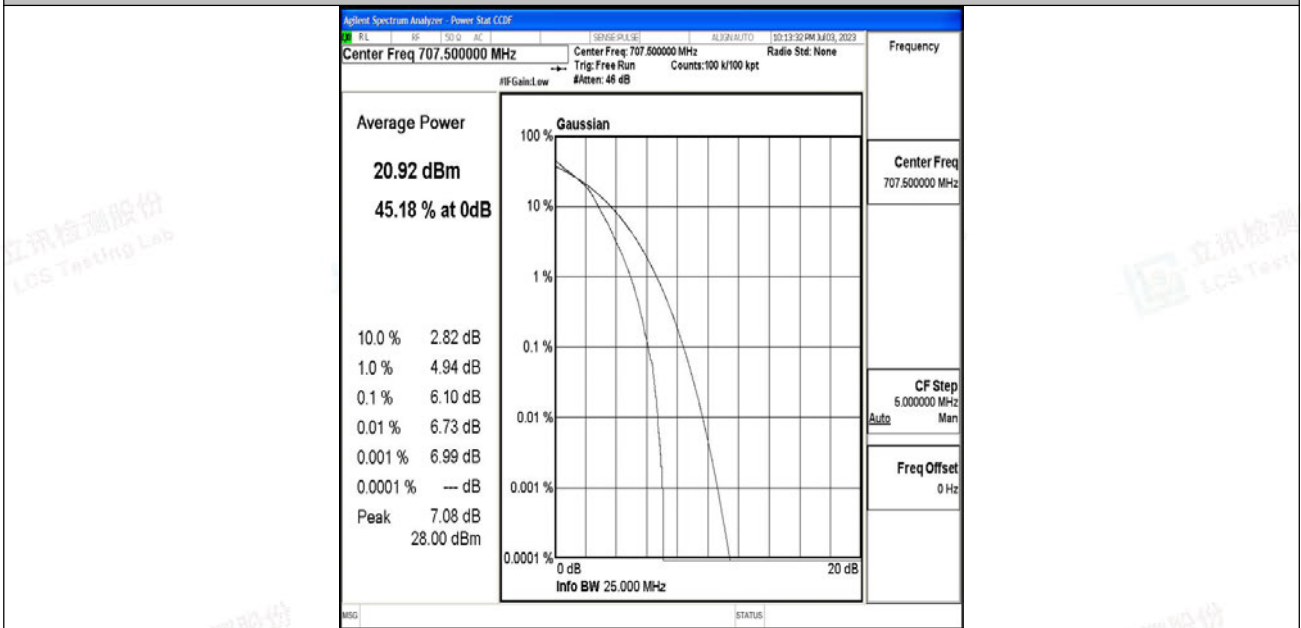 Agilent Spectrum Analyzer - Power Stat CCDF
RL RF 50 Ω AC SENSE:PULSE ALIGN AUTO 10:13:32 PM Jul 03, 2023
Center Freq 707.500000 MHz
Center Freq: 707.500000 MHz Radio Std: None
Trig: Free Run Counts:100 k/100 kpt
#IFGain:Low #Atten: 46 dB
Frequency
Average Power
20.92 dBm
45.18 % at 0dB
10.0 % 2.82 dB
1.0 % 4.94 dB
0.1 % 6.10 dB
0.01 % 6.73 dB
0.001 % 6.99 dB
0.0001 % --- dB
Peak 7.08 dB
28.00 dBm
Gaussian
100 %
10 %
1 %
0.1 %
0.01 %
0.001 %
0.0001 %
0 dB 20 dB
Info BW 25.000 MHz
Center Freq
707.500000 MHz
CF Step
5.000000 MHz
Auto Man
Freq Offset
0 Hz
MSG STATUS
立讯检测股份
LCS Testing Lab
立讯检测
LCS Testi